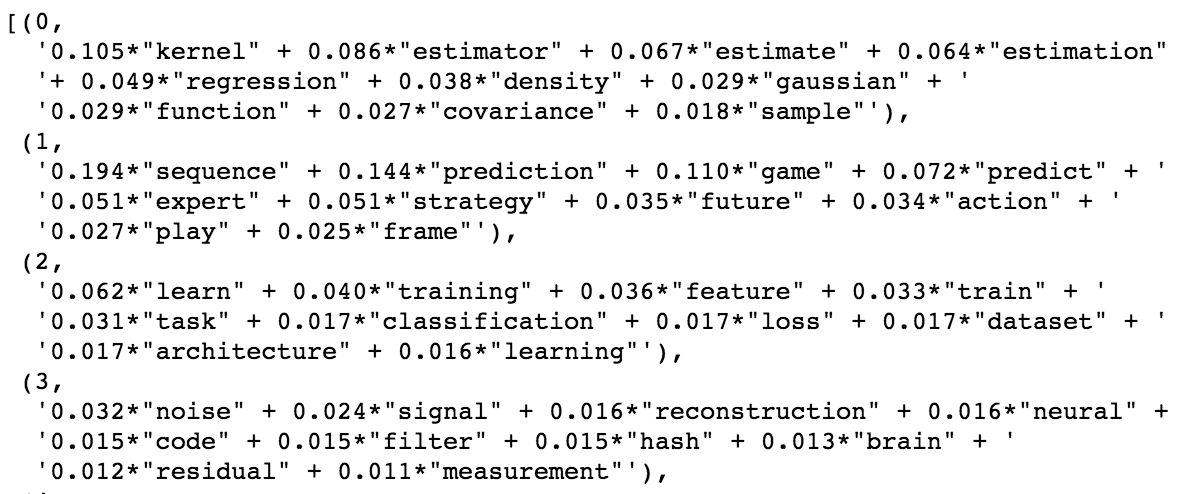 [(0,
'0.105*"kernel" + 0.086*"estimator" + 0.067*"estimate" + 0.064*"estimation"
'+ 0.049*"regression" + 0.038*"density" + 0.029*"gaussian" + '
'0.029*"function" + 0.027*"covariance" + 0.018*"sample"'),
(1,
'0.194*"sequence" + 0.144*"prediction" + 0.110*"game" + 0.072*"predict" + '
'0.051*"expert" + 0.051*"strategy" + 0.035*"future" + 0.034*"action" + '
'0.027*"play" + 0.025*"frame"'),
(2,
'0.062*"learn" + 0.040*"training" + 0.036*"feature" + 0.033*"train" + '
'0.031*"task" + 0.017*"classification" + 0.017*"loss" + 0.017*"dataset" + '
'0.017*"architecture" + 0.016*"learning"'),
(3,
'0.032*"noise" + 0.024*"signal" + 0.016*"reconstruction" + 0.016*"neural" +
'0.015*"code" + 0.015*"filter" + 0.015*"hash" + 0.013*"brain" + '
'0.012*"residual" + 0.011*"measurement"'),